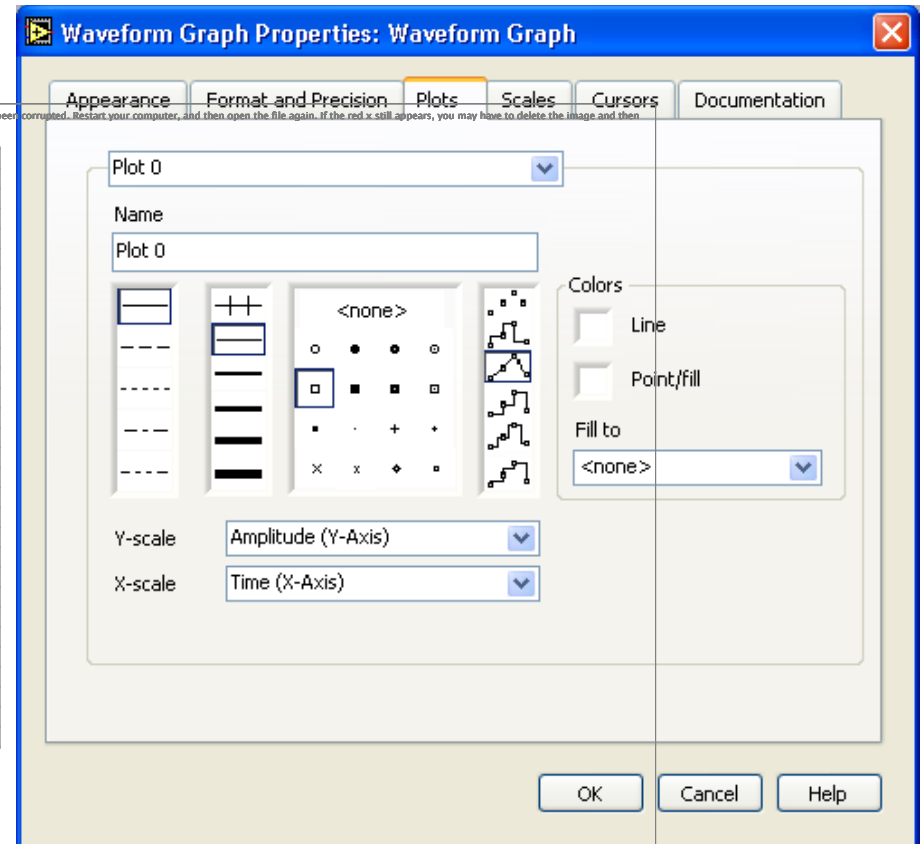 Waveform Graph Properties: Waveform Graph
Appearance Format and Precision Plots Scales Cursors Documentation
been corrupted. Restart your computer, and then open the file again. If the red x still appears, you may have to delete the image and then
Plot 0
Name
Plot 0
<none>
Colors
Line
Point/fill
Fill to
<none>
Y-scale Amplitude (Y-Axis)
X-scale Time (X-Axis)
OK Cancel Help